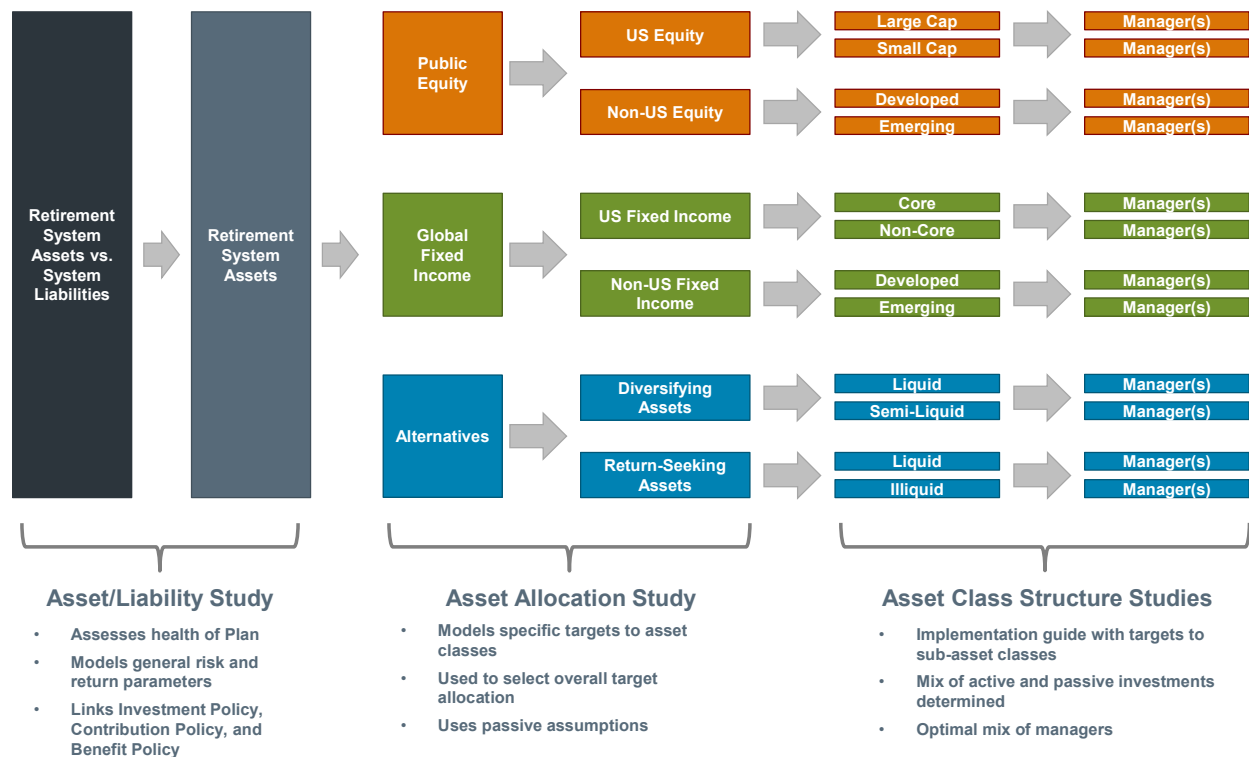 Retirement
System
Assets vs.
System
Liabilities
Retirement
System
Assets
Public
Equity
US Equity
Large Cap
Small Cap
Manager(s)
Manager(s)
Non-US Equity
Developed
Emerging
Manager(s)
Manager(s)
Global
Fixed
Income
US Fixed Income
Core
Non-Core
Manager(s)
Manager(s)
Non-US Fixed
Income
Developed
Emerging
Manager(s)
Manager(s)
Alternatives
Diversifying
Assets
Liquid
Semi-Liquid
Manager(s)
Manager(s)
Return-Seeking
Assets
Liquid
Illiquid
Manager(s)
Manager(s)
Asset/Liability Study
• Assesses health of Plan
• Models general risk and
return parameters
• Links Investment Policy,
Contribution Policy, and
Benefit Policy
Asset Allocation Study
• Models specific targets to asset
classes
• Used to select overall target
allocation
• Uses passive assumptions
Asset Class Structure Studies
• Implementation guide with targets to
sub-asset classes
• Mix of active and passive investments
determined
• Optimal mix of managers